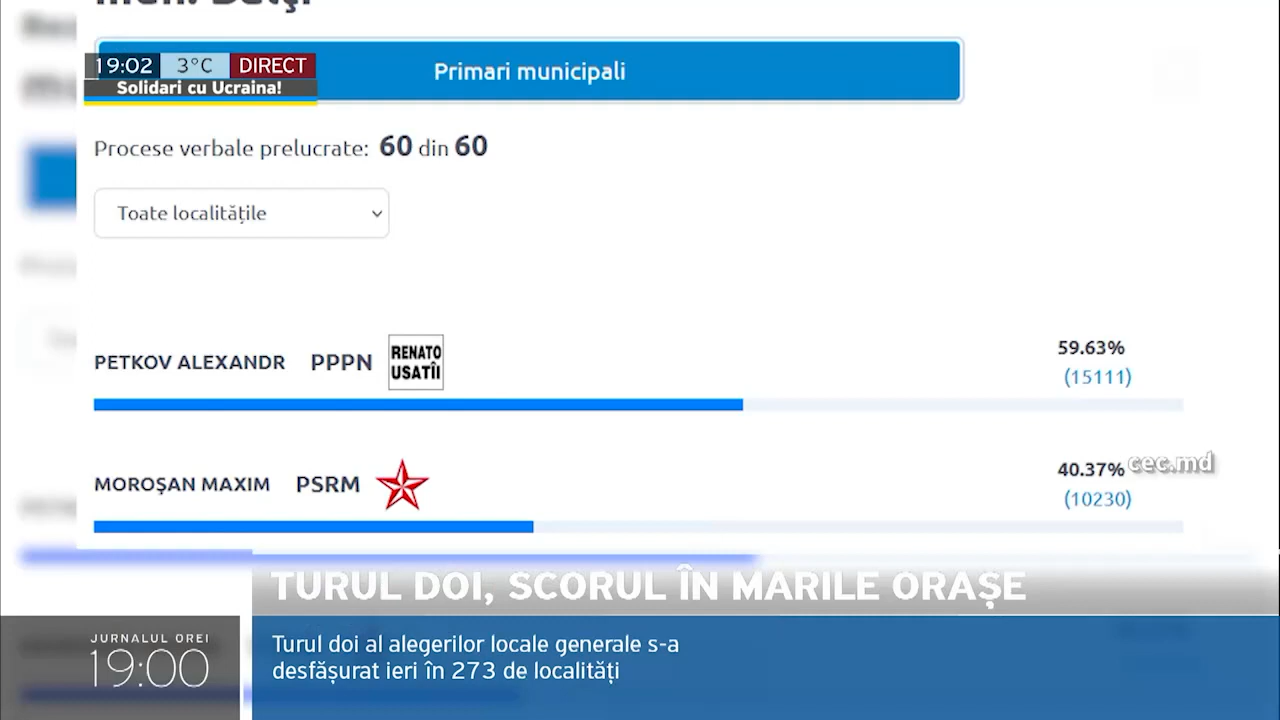 19:02 3°C DIRECT
Solidari cu Ucraina!
Primari municipali
Procese verbale prelucrate: 60 din 60
Toate localitățile
PETKOV ALEXANDR PPPN RENATO USATÎI 59.63%
(15111)
MOROȘAN MAXIM PSRM 40.37%
(10230)
cec.md
TURUL DOI, SCORUL ÎN MARILE ORAȘE
JURNALUL OREI
19:00
Turul doi al alegerilor locale generale s-a
desfășurat ieri în 273 de localități